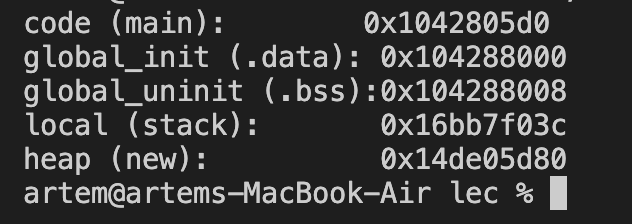 code (main):         0x1042805d0
global_init (.data): 0x104288000
global_uninit (.bss):0x104288008
local (stack):       0x16bb7f03c
heap (new):          0x14de05d80
artem@artems-MacBook-Air lec %